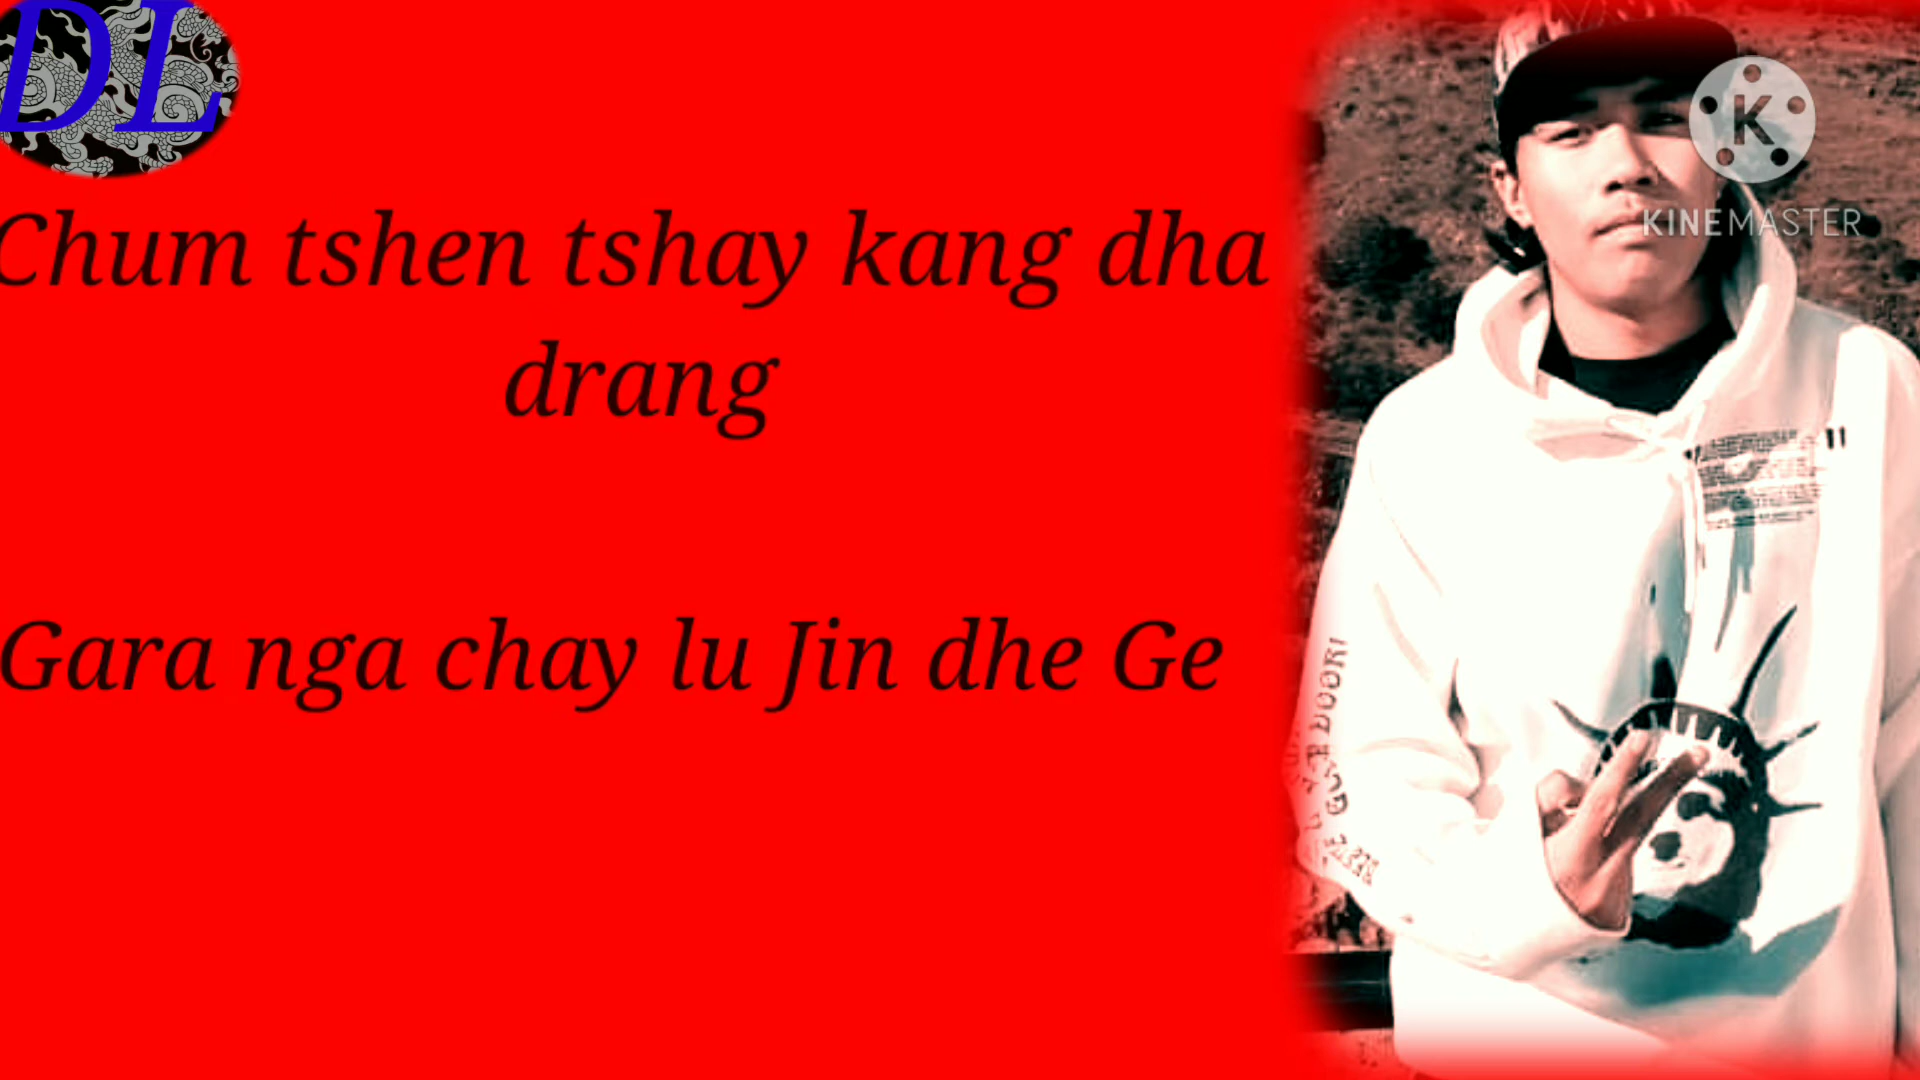 DL
K
KINEMASTER
Chum tshen tshay kang dha
drang
Gara nga chay lu Jin dhe Ge
"